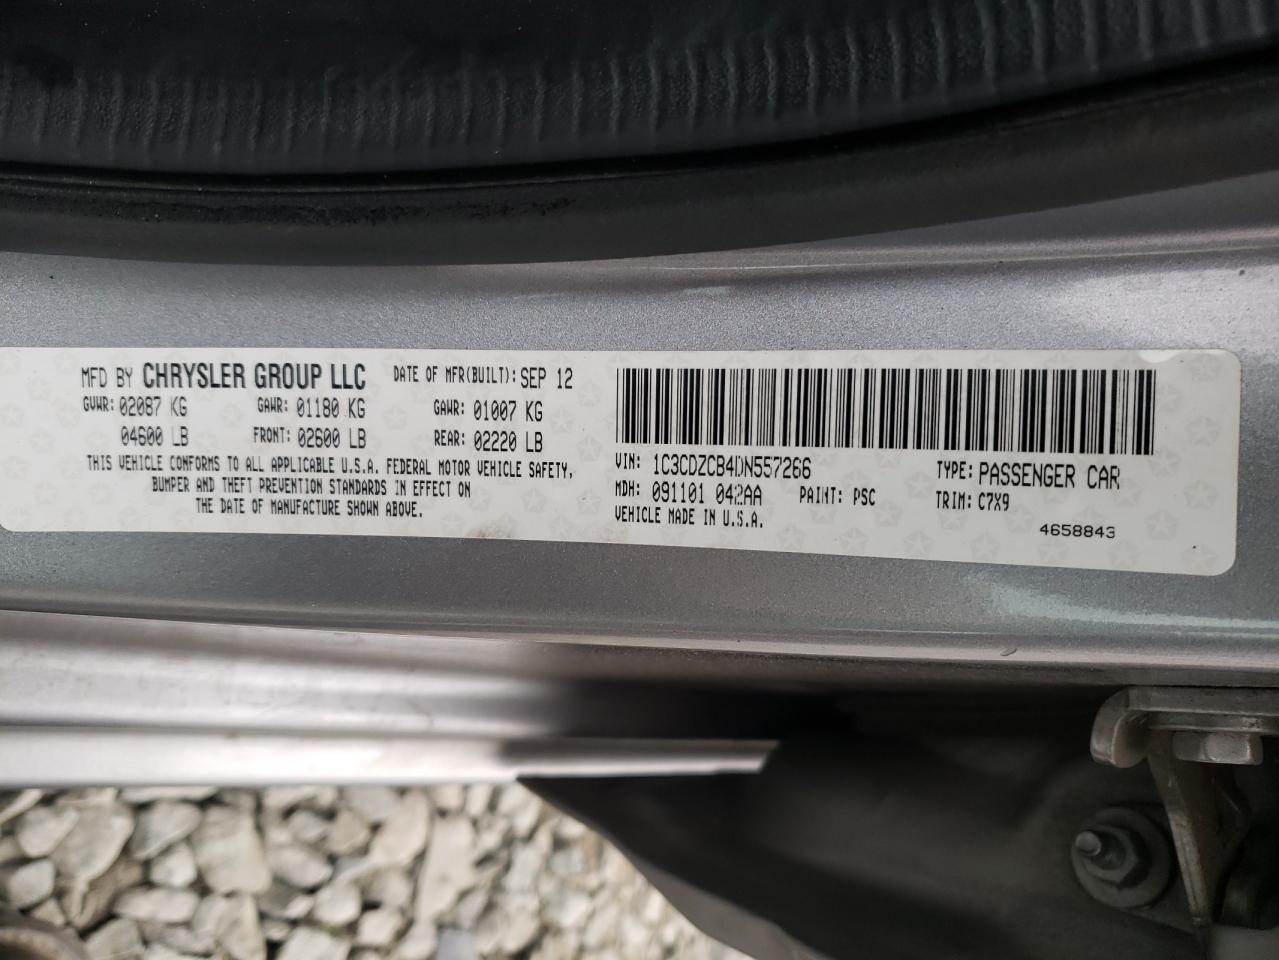 MFD BY CHRYSLER GROUP LLC DATE OF MFR(BUILT): SEP 12
GVWR: 02087 KG GAWR: 01180 KG GAWR: 01007 KG
04600 LB FRONT: 02600 LB REAR: 02220 LB
THIS VEHICLE CONFORMS TO ALL APPLICABLE U.S.A. FEDERAL MOTOR VEHICLE SAFETY,
BUMPER AND THEFT PREVENTION STANDARDS IN EFFECT ON
THE DATE OF MANUFACTURE SHOWN ABOVE.
VIN: 1C3CDZCB4DN557266 TYPE: PASSENGER CAR
MDH: 091101 042AA PAINT: PSC TRIM: C7X9
VEHICLE MADE IN U.S.A.
4658843